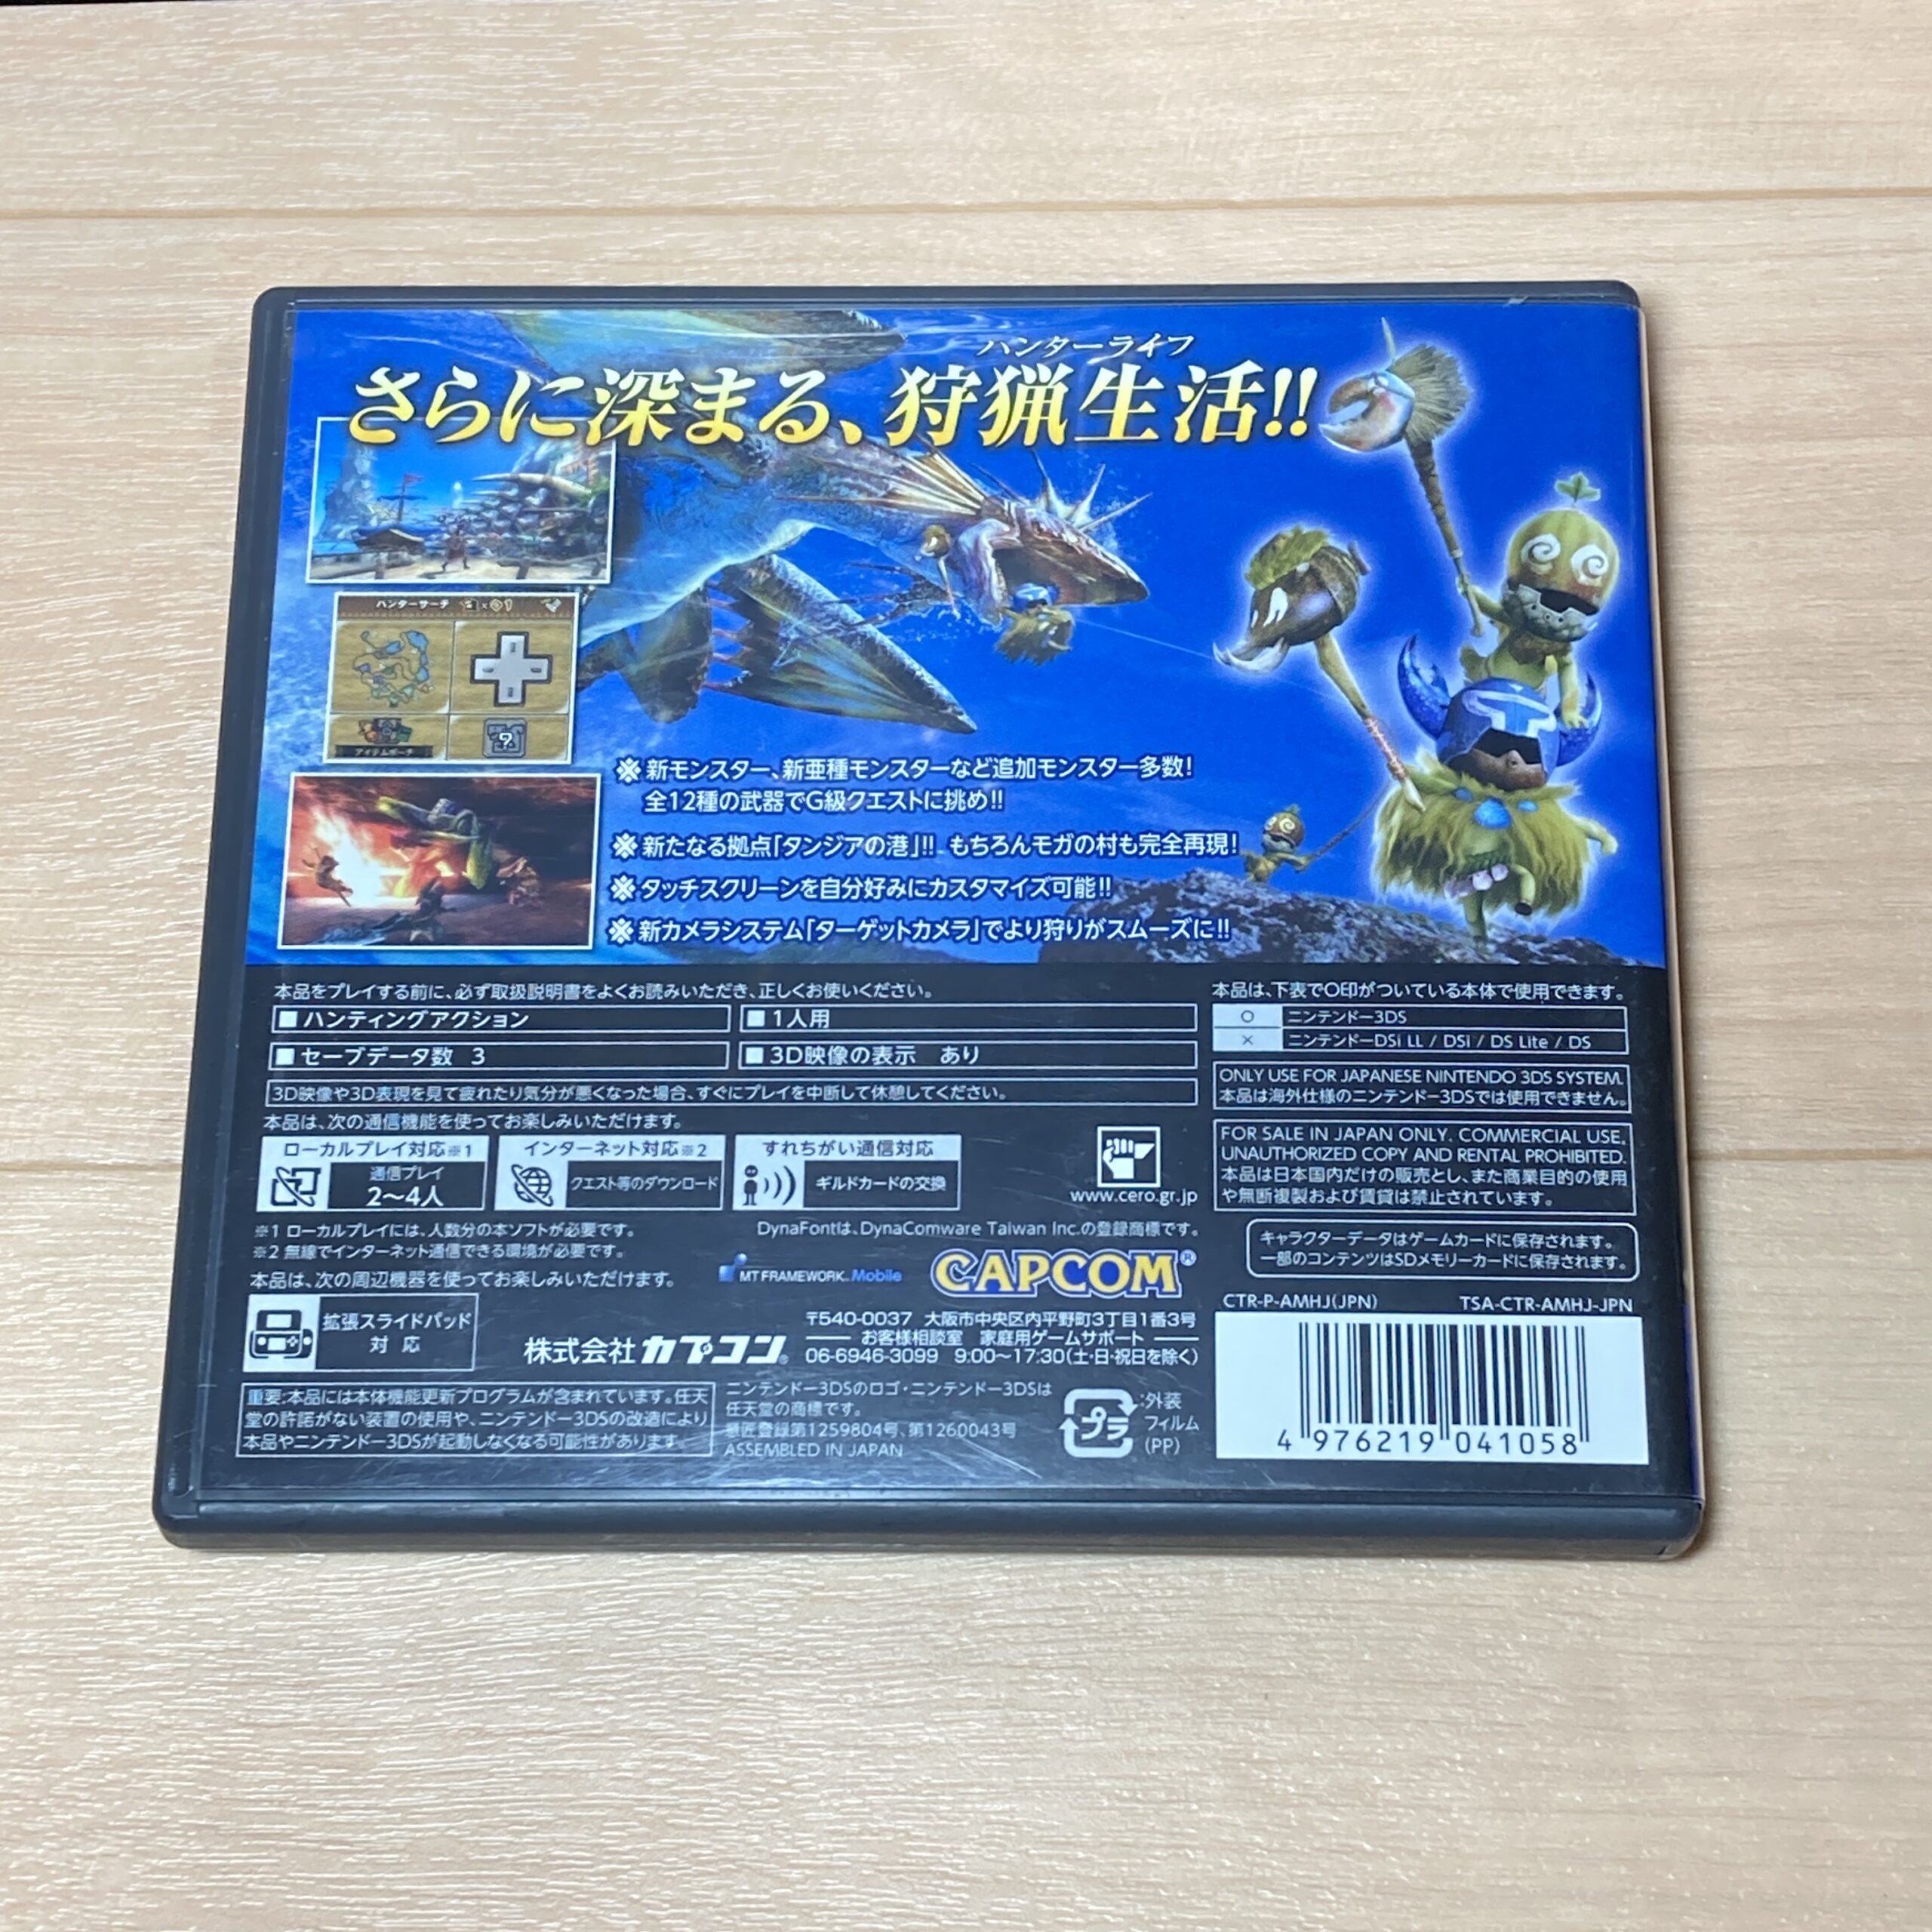 ハンターライフ
さらに深まる、狩猟生活!!
ハンターサーチ
アイテムポーチ
※新モンスター、新亜種モンスターなど追加モンスター多数!
全12種の武器でG級クエストに挑め!!
※新たなる拠点「タンジアの港」!! もちろんモガの村も完全再現!
※タッチスクリーンを自分好みにカスタマイズ可能!!
※新カメラシステム「ターゲットカメラ」でより狩りがスムーズに!!
本品をプレイする前に、必ず取扱説明書をよくお読みいただき、正しくお使いください。
■ハンティングアクション
■1人用
■セーブデータ数 3
■3D映像の表示 あり
3D映像や3D表現を見て疲れたり気分が悪くなった場合、すぐにプレイを中断して休憩してください。
本品は、次の通信機能を使ってお楽しみいただけます。
ローカルプレイ対応※1
通信プレイ
2〜4人
インターネット対応※2
クエスト等のダウンロード
すれちがい通信対応
ギルドカードの交換
www.cero.gr.jp
※1 ローカルプレイには、人数分の本ソフトが必要です。
※2 無線でインターネット通信できる環境が必要です。
DynaFontは、DynaComware Taiwan Inc.の登録商標です。
本品は、次の周辺機器を使ってお楽しみいただけます。
MT FRAMEWORK Mobile
CAPCOM®
拡張スライドパッド
対応
株式会社カプコン®
〒540-0037 大阪市中央区内平野町3丁目1番3号
お客様相談室 家庭用ゲームサポート
06-6946-3099 9:00〜17:30(土・日・祝日を除く)
重要:本品には本体機能更新プログラムが含まれています。任天
堂の許諾がない装置の使用や、ニンテンドー3DSの改造により
本品やニンテンドー3DSが起動しなくなる可能性があります。
ニンテンドー3DSのロゴ・ニンテンドー3DSは
任天堂の商標です。
意匠登録第1259804号、第1260043号
ASSEMBLED IN JAPAN
プラ
:外装
フィルム
(PP)
本品は、下表で○印がついている本体で使用できます。
○ ニンテンドー3DS
× ニンテンドーDSi LL / DSi / DS Lite / DS
ONLY USE FOR JAPANESE NINTENDO 3DS SYSTEM.
本品は海外仕様のニンテンドー3DSでは使用できません。
FOR SALE IN JAPAN ONLY. COMMERCIAL USE,
UNAUTHORIZED COPY AND RENTAL PROHIBITED.
本品は日本国内だけの販売とし、また商業目的の使用
や無断複製および賃貸は禁止されています。
キャラクターデータはゲームカードに保存されます。
一部のコンテンツはSDメモリーカードに保存されます。
CTR-P-AMHJ(JPN) TSA-CTR-AMHJ-JPN
4 976219 041058